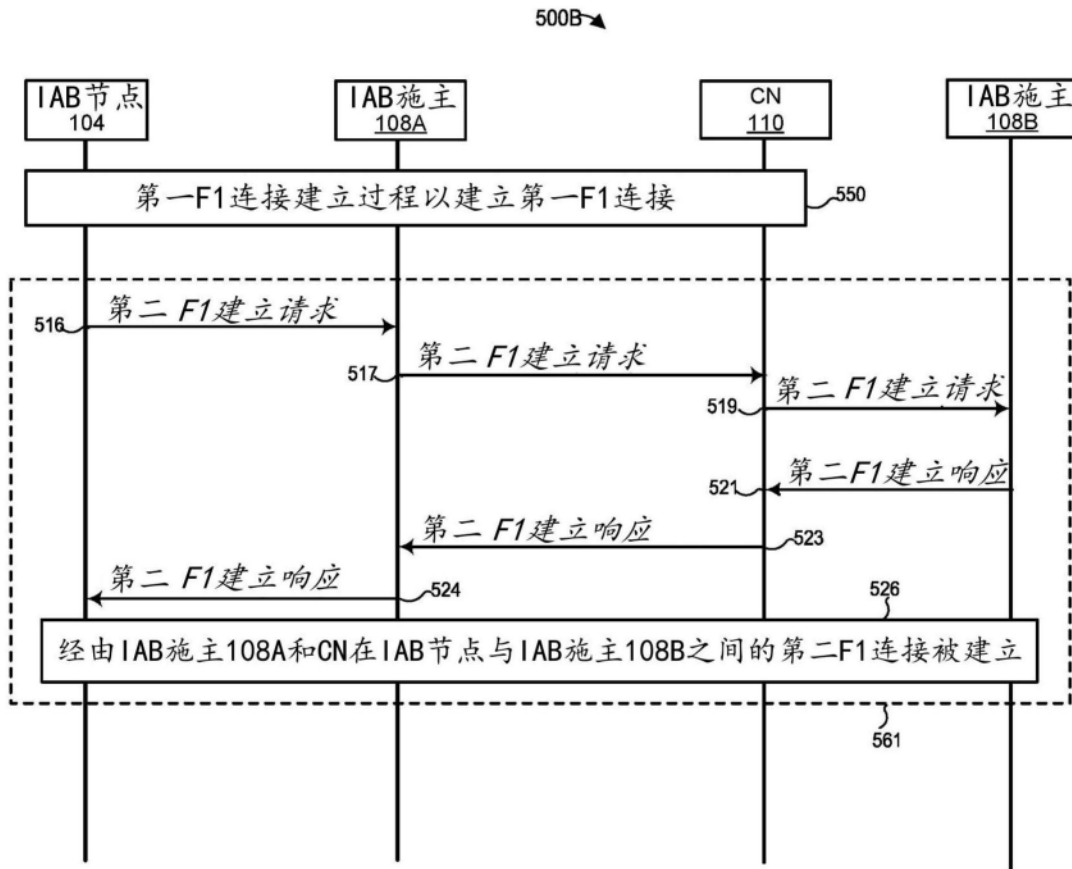 500B
IAB节点
104
IAB施主
108A
CN
110
IAB施主
108B
第一F1连接建立过程以建立第一F1连接
550
第二 F1建立请求
516
第二 F1建立请求
517
第二 F1建立请求
519
第二F1建立响应
521
第二 F1建立响应
523
第二 F1建立响应
524
526
经由IAB施主108A和CN在IAB节点与IAB施主108B之间的第二F1连接被建立
561